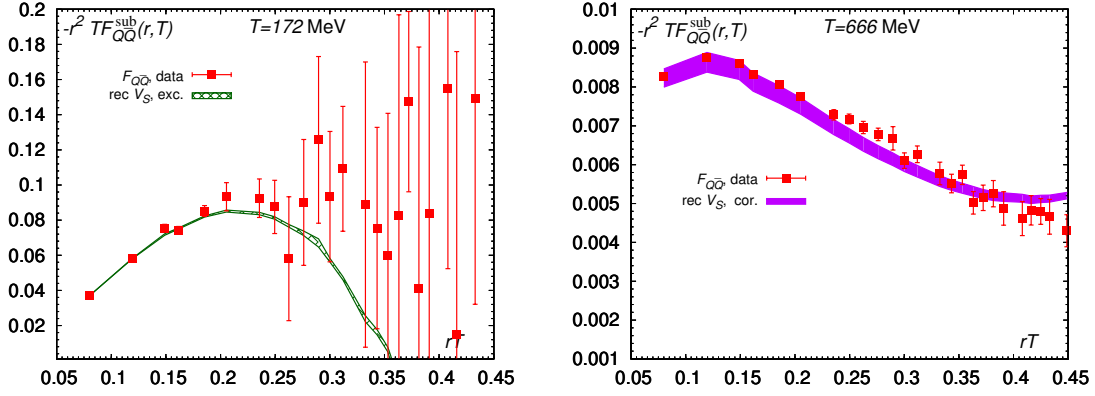 -r² TF_QQ̄^sub(r,T)
T=172 MeV
F_QQ̄, data
rec V_S, exc.
0.2
0.18
0.16
0.14
0.12
0.1
0.08
0.06
0.04
0.02
rT
0.05 0.1 0.15 0.2 0.25 0.3 0.35 0.4 0.45
-r² TF_QQ̄^sub(r,T)
T=666 MeV
F_QQ̄, data
rec V_S, cor.
0.01
0.009
0.008
0.007
0.006
0.005
0.004
0.003
0.002
0.001
rT
0.05 0.1 0.15 0.2 0.25 0.3 0.35 0.4 0.45